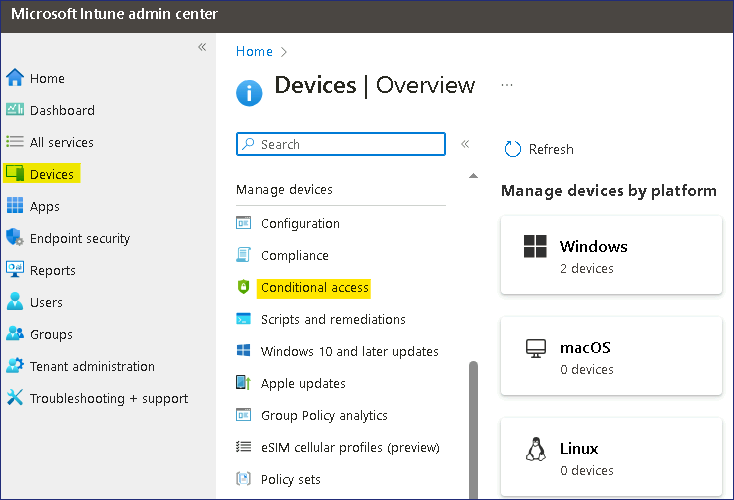 Microsoft Intune admin center
Home
Dashboard
All services
Devices
Apps
Endpoint security
Reports
Users
Groups
Tenant administration
Troubleshooting + support
Home
Devices | Overview
Search
Manage devices
Configuration
Compliance
Conditional access
Scripts and remediations
Windows 10 and later updates
Apple updates
Group Policy analytics
eSIM cellular profiles (preview)
Policy sets
Refresh
Manage devices by platform
Windows
2 devices
macOS
0 devices
Linux
0 devices